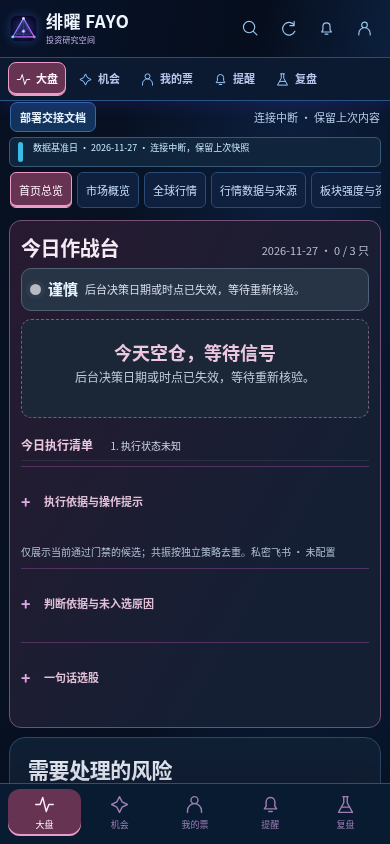 绯曜 FAYO
投资研究空间
大盘
机会
我的票
提醒
复盘
部署交接文档
连接中断 · 保留上次内容
数据基准日 · 2026-11-27 · 连接中断，保留上次快照
首页总览
市场概览
全球行情
行情数据与来源
板块强度与资
今日作战台
2026-11-27 · 0 / 3 只
谨慎 后台决策日期或时点已失效，等待重新核验。
今天空仓，等待信号
后台决策日期或时点已失效，等待重新核验。
今日执行清单
1. 执行状态未知
+ 执行依据与操作提示
仅展示当前通过门禁的候选；共振按独立策略去重。私密飞书 · 未配置
+ 判断依据与未入选原因
+ 一句话选股
需要处理的风险
大盘
机会
我的票
提醒
复盘